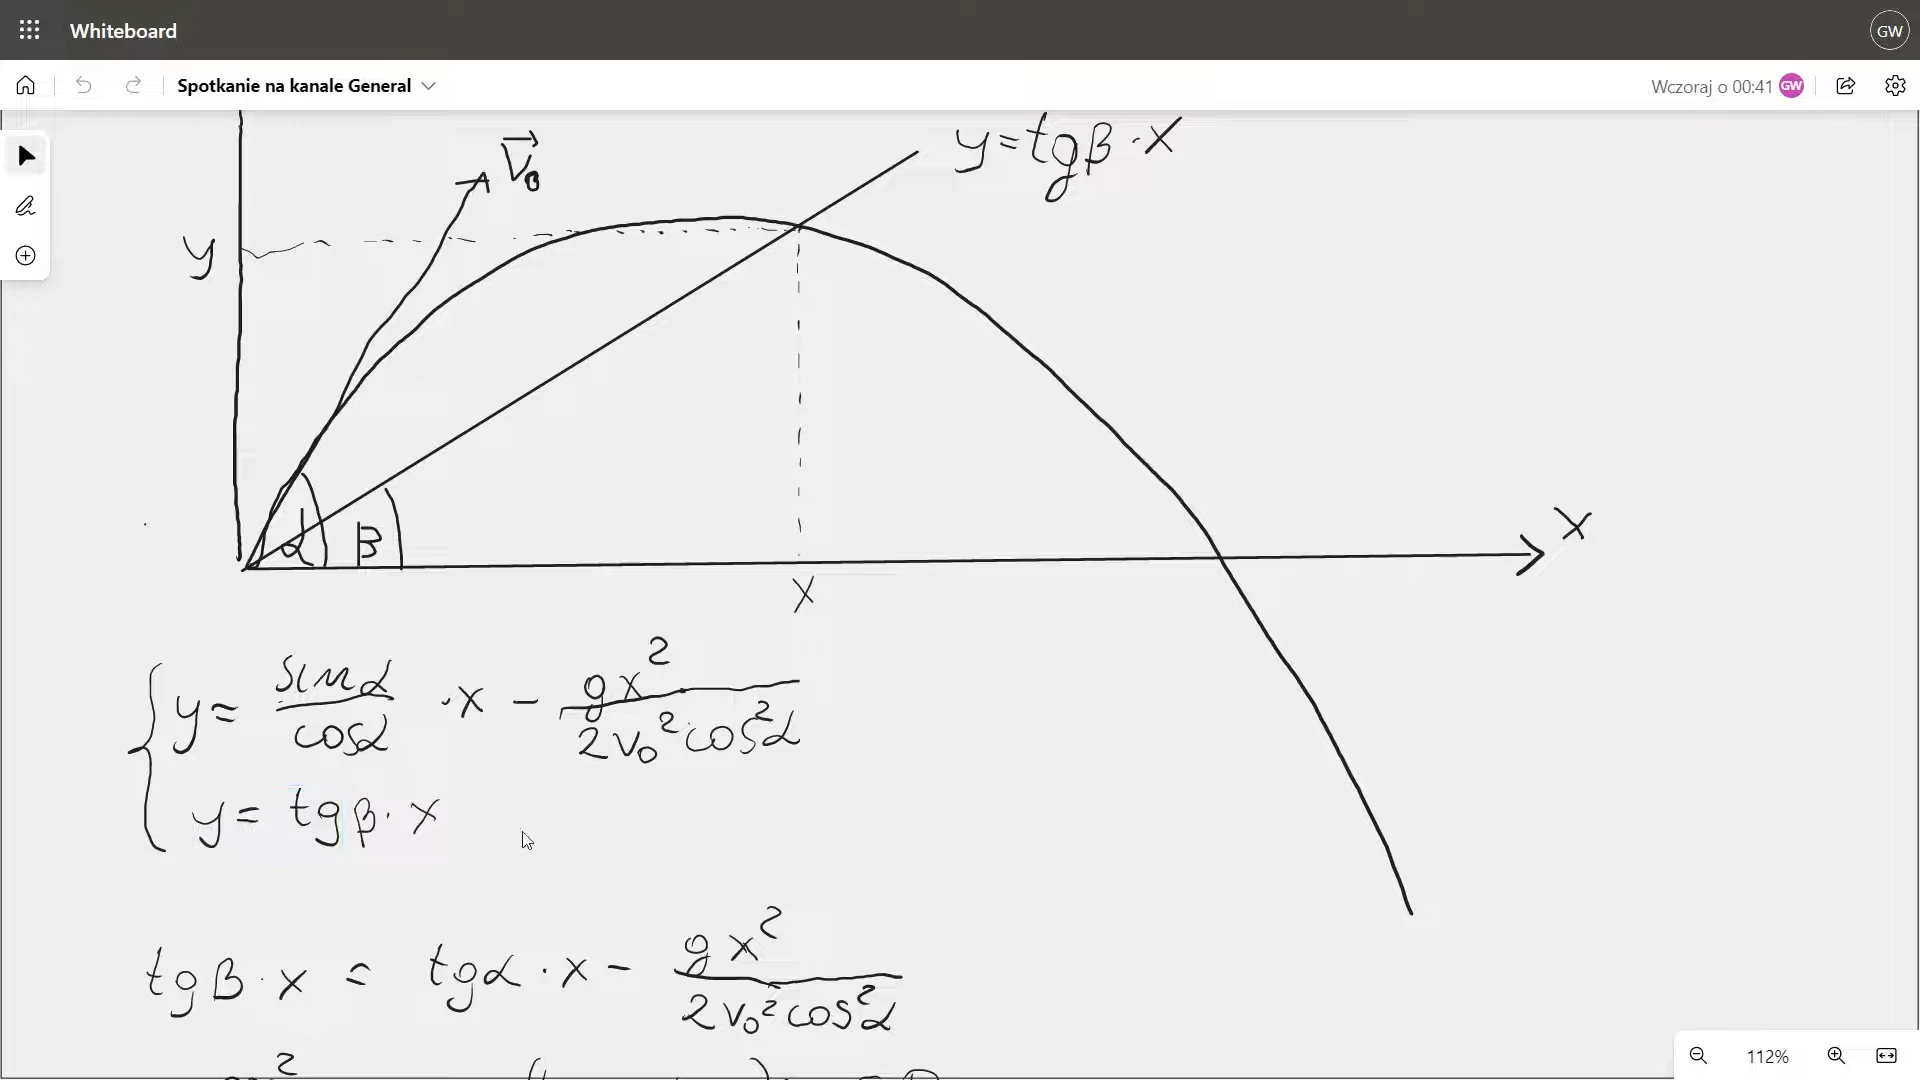 Whiteboard
GW
Spotkanie na kanale General
Wczoraj o 00:41 GW
V₀
y = tgβ · x
y
α β
x
x
y = sinα/cosα · x - gx²/2v₀²cos²α
y = tgβ · x
tgβ · x = tgα · x - gx²/2v₀²cos²α
2
112%